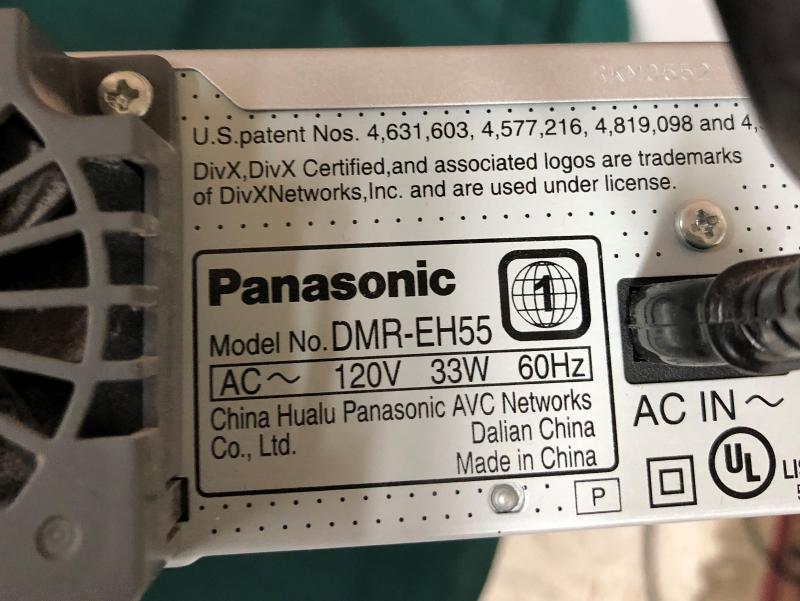 U.S.patent Nos. 4,631,603, 4,577,216, 4,819,098 and 4,
DivX,DivX Certified,and associated logos are trademarks
of DivXNetworks,Inc. and are used under license.
Panasonic
1
Model No. DMR-EH55
AC～ 120V 33W 60Hz
China Hualu Panasonic AVC Networks
Co., Ltd.
Dalian China
Made in China
AC IN ～
P
UL